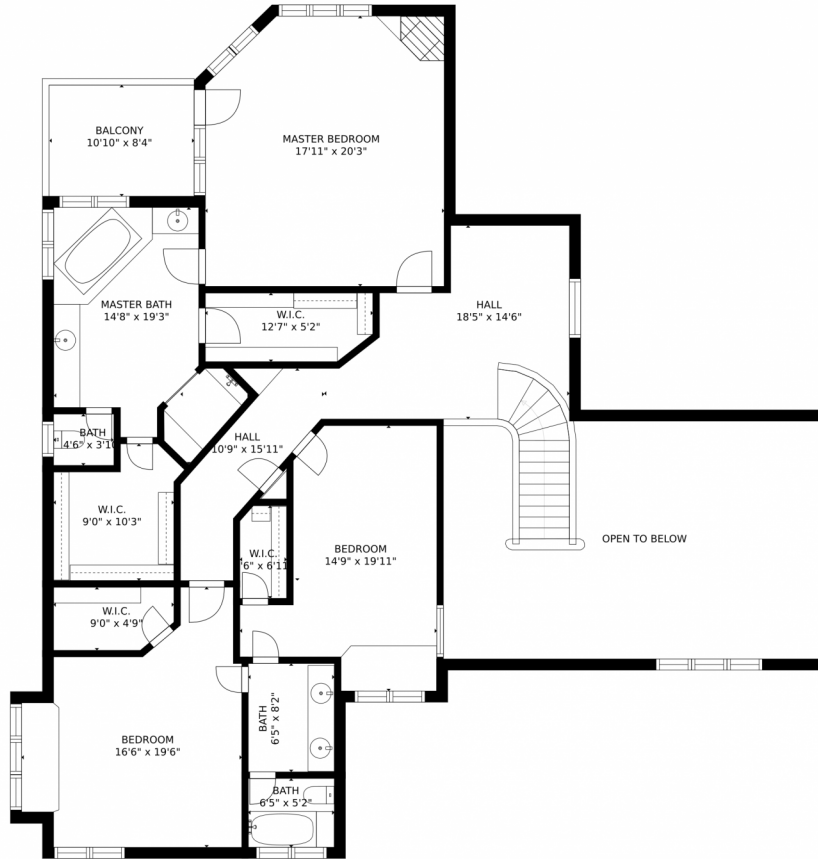 BALCONY
10'10" x 8'4"
MASTER BEDROOM
17'11" x 20'3"
MASTER BATH
14'8" x 19'3"
W.I.C.
12'7" x 5'2"
HALL
18'5" x 14'6"
BATH
4'6" x 3'1
HALL
10'9" x 15'11"
W.I.C.
9'0" x 10'3"
W.I.C.
'6" x 6'11
BEDROOM
14'9" x 19'11"
OPEN TO BELOW
W.I.C.
9'0" x 4'9"
BEDROOM
16'6" x 19'6"
BATH
6'5" x 8'2"
BATH
6'5" x 5'2"